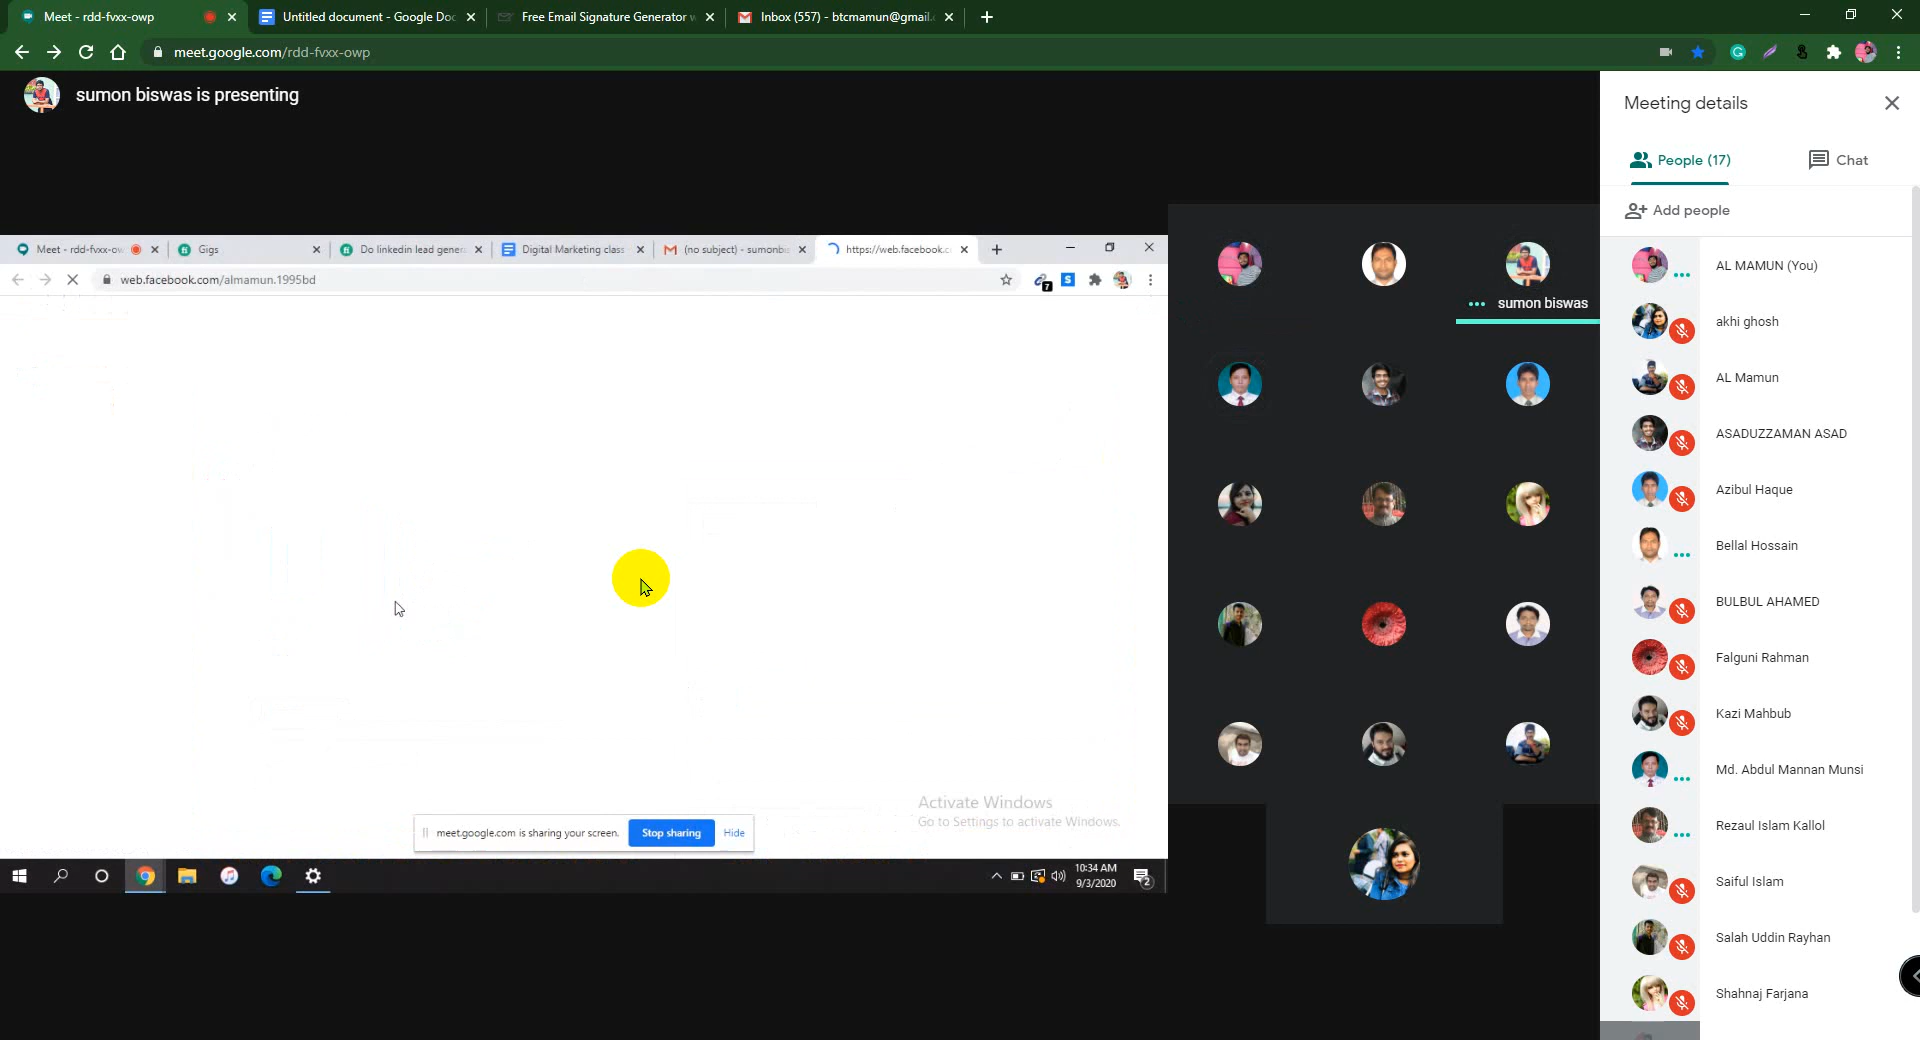 Meet - rdd-fvxx-owp
Untitled document - Google Doc
Free Email Signature Generator w
Inbox (557) - btcmamun@gmail.c
meet.google.com/rdd-fvxx-owp
sumon biswas is presenting
Meeting details
People (17)
Chat
Add people
Meet - rdd-fvxx-ow
Gigs
Do linkedin lead genera
Digital Marketing class
(no subject) - sumonbis
https://web.facebook.c
web.facebook.com/almamun.1995bd
7
S
sumon biswas
AL MAMUN (You)
akhi ghosh
AL Mamun
ASADUZZAMAN ASAD
Azibul Haque
Bellal Hossain
BULBUL AHAMED
Falguni Rahman
Kazi Mahbub
Md. Abdul Mannan Munsi
Rezaul Islam Kallol
Saiful Islam
Salah Uddin Rayhan
Shahnaj Farjana
Activate Windows
Go to Settings to activate Windows.
meet.google.com is sharing your screen.
Stop sharing
Hide
10:34 AM
9/3/2020
2